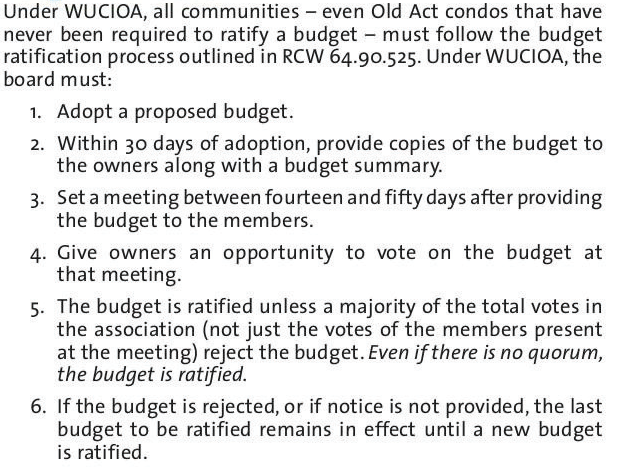 Under WUCIOA, all communities – even Old Act condos that have
never been required to ratify a budget – must follow the budget
ratification process outlined in RCW 64.90.525. Under WUCIOA, the
board must:
1. Adopt a proposed budget.
2. Within 30 days of adoption, provide copies of the budget to
the owners along with a budget summary.
3. Set a meeting between fourteen and fifty days after providing
the budget to the members.
4. Give owners an opportunity to vote on the budget at
that meeting.
5. The budget is ratified unless a majority of the total votes in
the association (not just the votes of the members present
at the meeting) reject the budget. Even if there is no quorum,
the budget is ratified.
6. If the budget is rejected, or if notice is not provided, the last
budget to be ratified remains in effect until a new budget
is ratified.